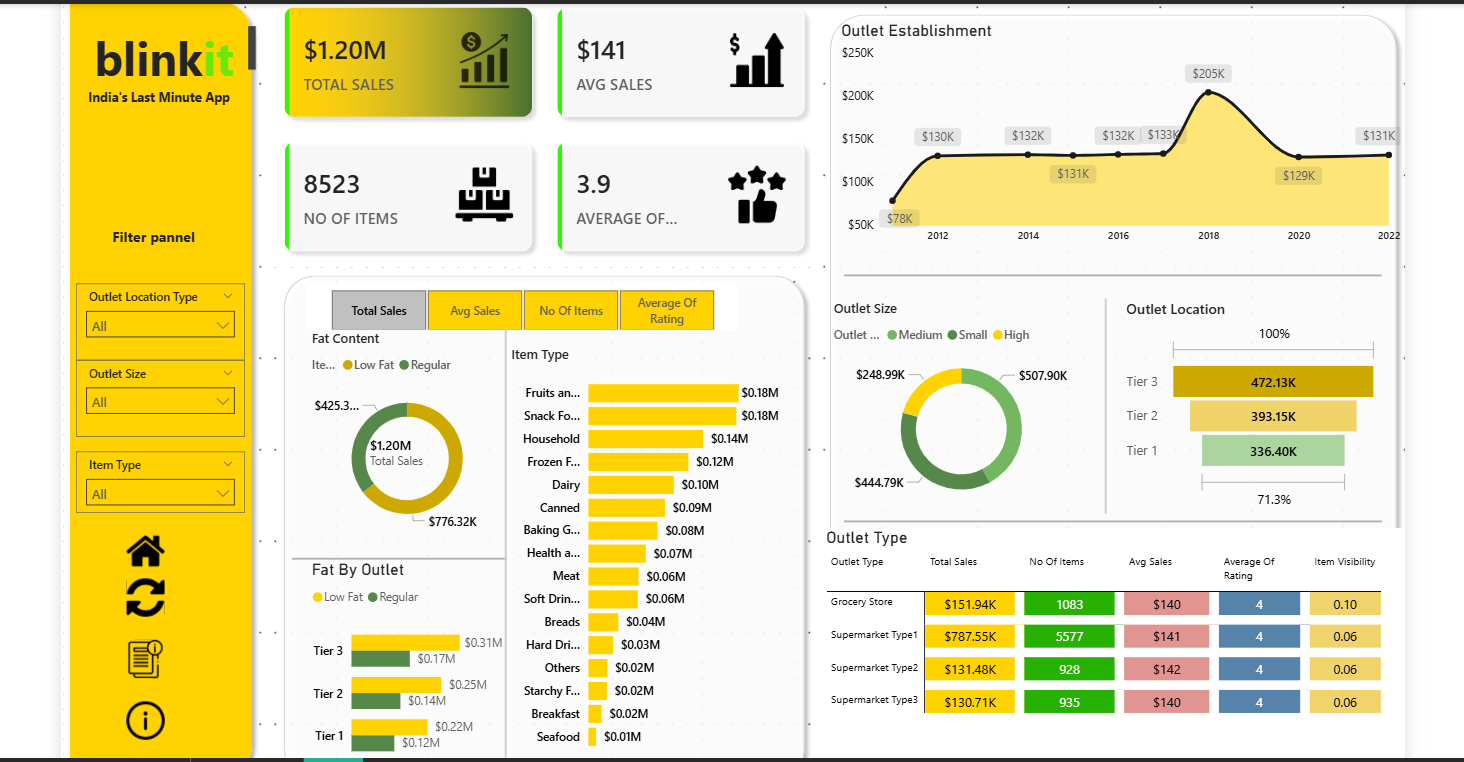 blinkit
India's Last Minute App
Filter pannel
Outlet Location Type
All
Outlet Size
All
Item Type
All
$1.20M
TOTAL SALES
$141
AVG SALES
8523
NO OF ITEMS
3.9
AVERAGE OF...
Total Sales
Avg Sales
No Of Items
Average Of
Rating
Fat Content
Ite... Low Fat Regular
$425.3...
$1.20M
Total Sales
$776.32K
Fat By Outlet
Low Fat Regular
Tier 3 $0.31M
$0.17M
Tier 2 $0.25M
$0.14M
Tier 1 $0.22M
$0.12M
Item Type
Fruits an... $0.18M
Snack Fo... $0.18M
Household $0.14M
Frozen F... $0.12M
Dairy $0.10M
Canned $0.09M
Baking G... $0.08M
Health a... $0.07M
Meat $0.06M
Soft Drin... $0.06M
Breads $0.04M
Hard Dri... $0.03M
Others $0.02M
Starchy F... $0.02M
Breakfast $0.02M
Seafood $0.01M
Outlet Establishment
$250K
$200K
$150K
$100K
$50K
$78K
$130K
$132K
$131K
$132K
$133K
$205K
$129K
$131K
2012 2014 2016 2018 2020 2022
Outlet Size
Outlet ... Medium Small High
$248.99K
$507.90K
$444.79K
Outlet Location
100%
Tier 3 472.13K
Tier 2 393.15K
Tier 1 336.40K
71.3%
Outlet Type
Outlet Type Total Sales No Of Items Avg Sales Average Of Item Visibility
Rating
Grocery Store $151.94K 1083 $140 4 0.10
Supermarket Type1 $787.55K 5577 $141 4 0.06
Supermarket Type2 $131.48K 928 $142 4 0.06
Supermarket Type3 $130.71K 935 $140 4 0.06